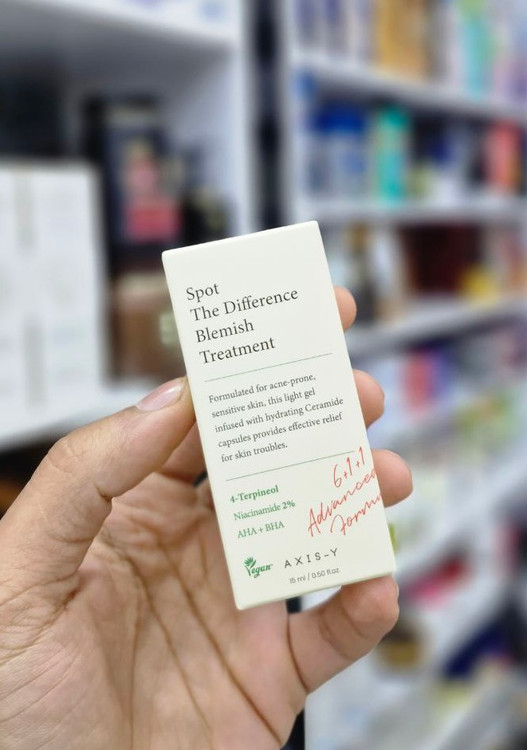 Spot
The Difference
Blemish
Treatment
Formulated for acne-prone,
sensitive skin, this light gel
infused with hydrating Ceramide
capsules provides effective relief
for skin troubles.
4-Terpineol
Niacinamide 2%
AHA + BHA
6+1+1
Advanced
Formu
Vegan
AXIS-Y
15 ml / 0.50 fl.oz.